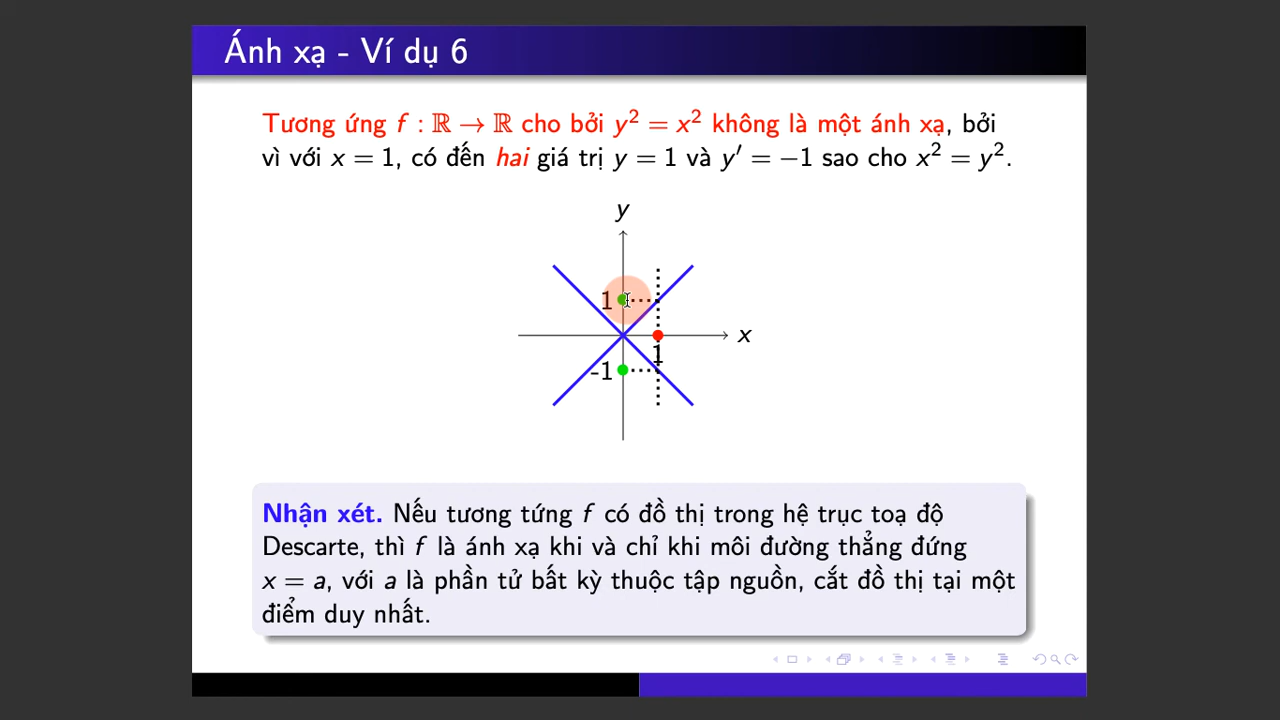 Ánh xạ - Ví dụ 6
Tương ứng f : ℝ → ℝ cho bởi y² = x² không là một ánh xạ, bởi
vì với x = 1, có đến hai giá trị y = 1 và y′ = −1 sao cho x² = y².
y
1
x
1
-1
Nhận xét. Nếu tương tứng f có đồ thị trong hệ trục toạ độ
Descarte, thì f là ánh xạ khi và chỉ khi môi đường thẳng đứng
x = a, với a là phần tử bất kỳ thuộc tập nguồn, cắt đồ thị tại một
điểm duy nhất.